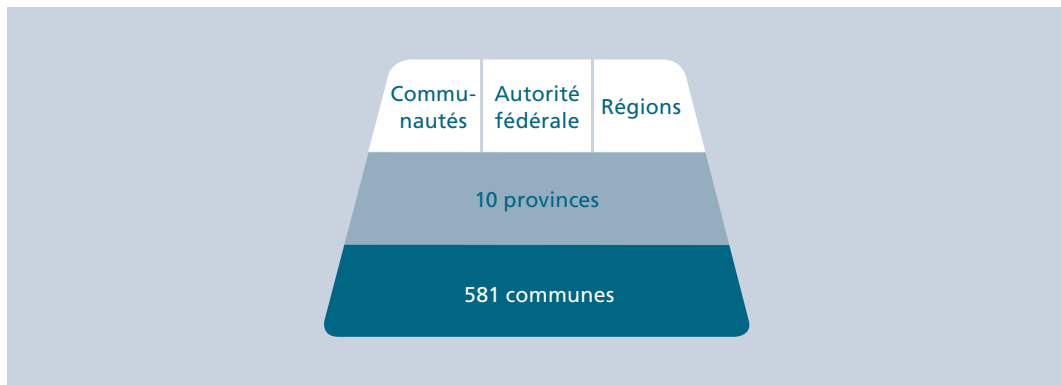 Commu-
nautés
Autorité
fédérale
Régions
10 provinces
581 communes